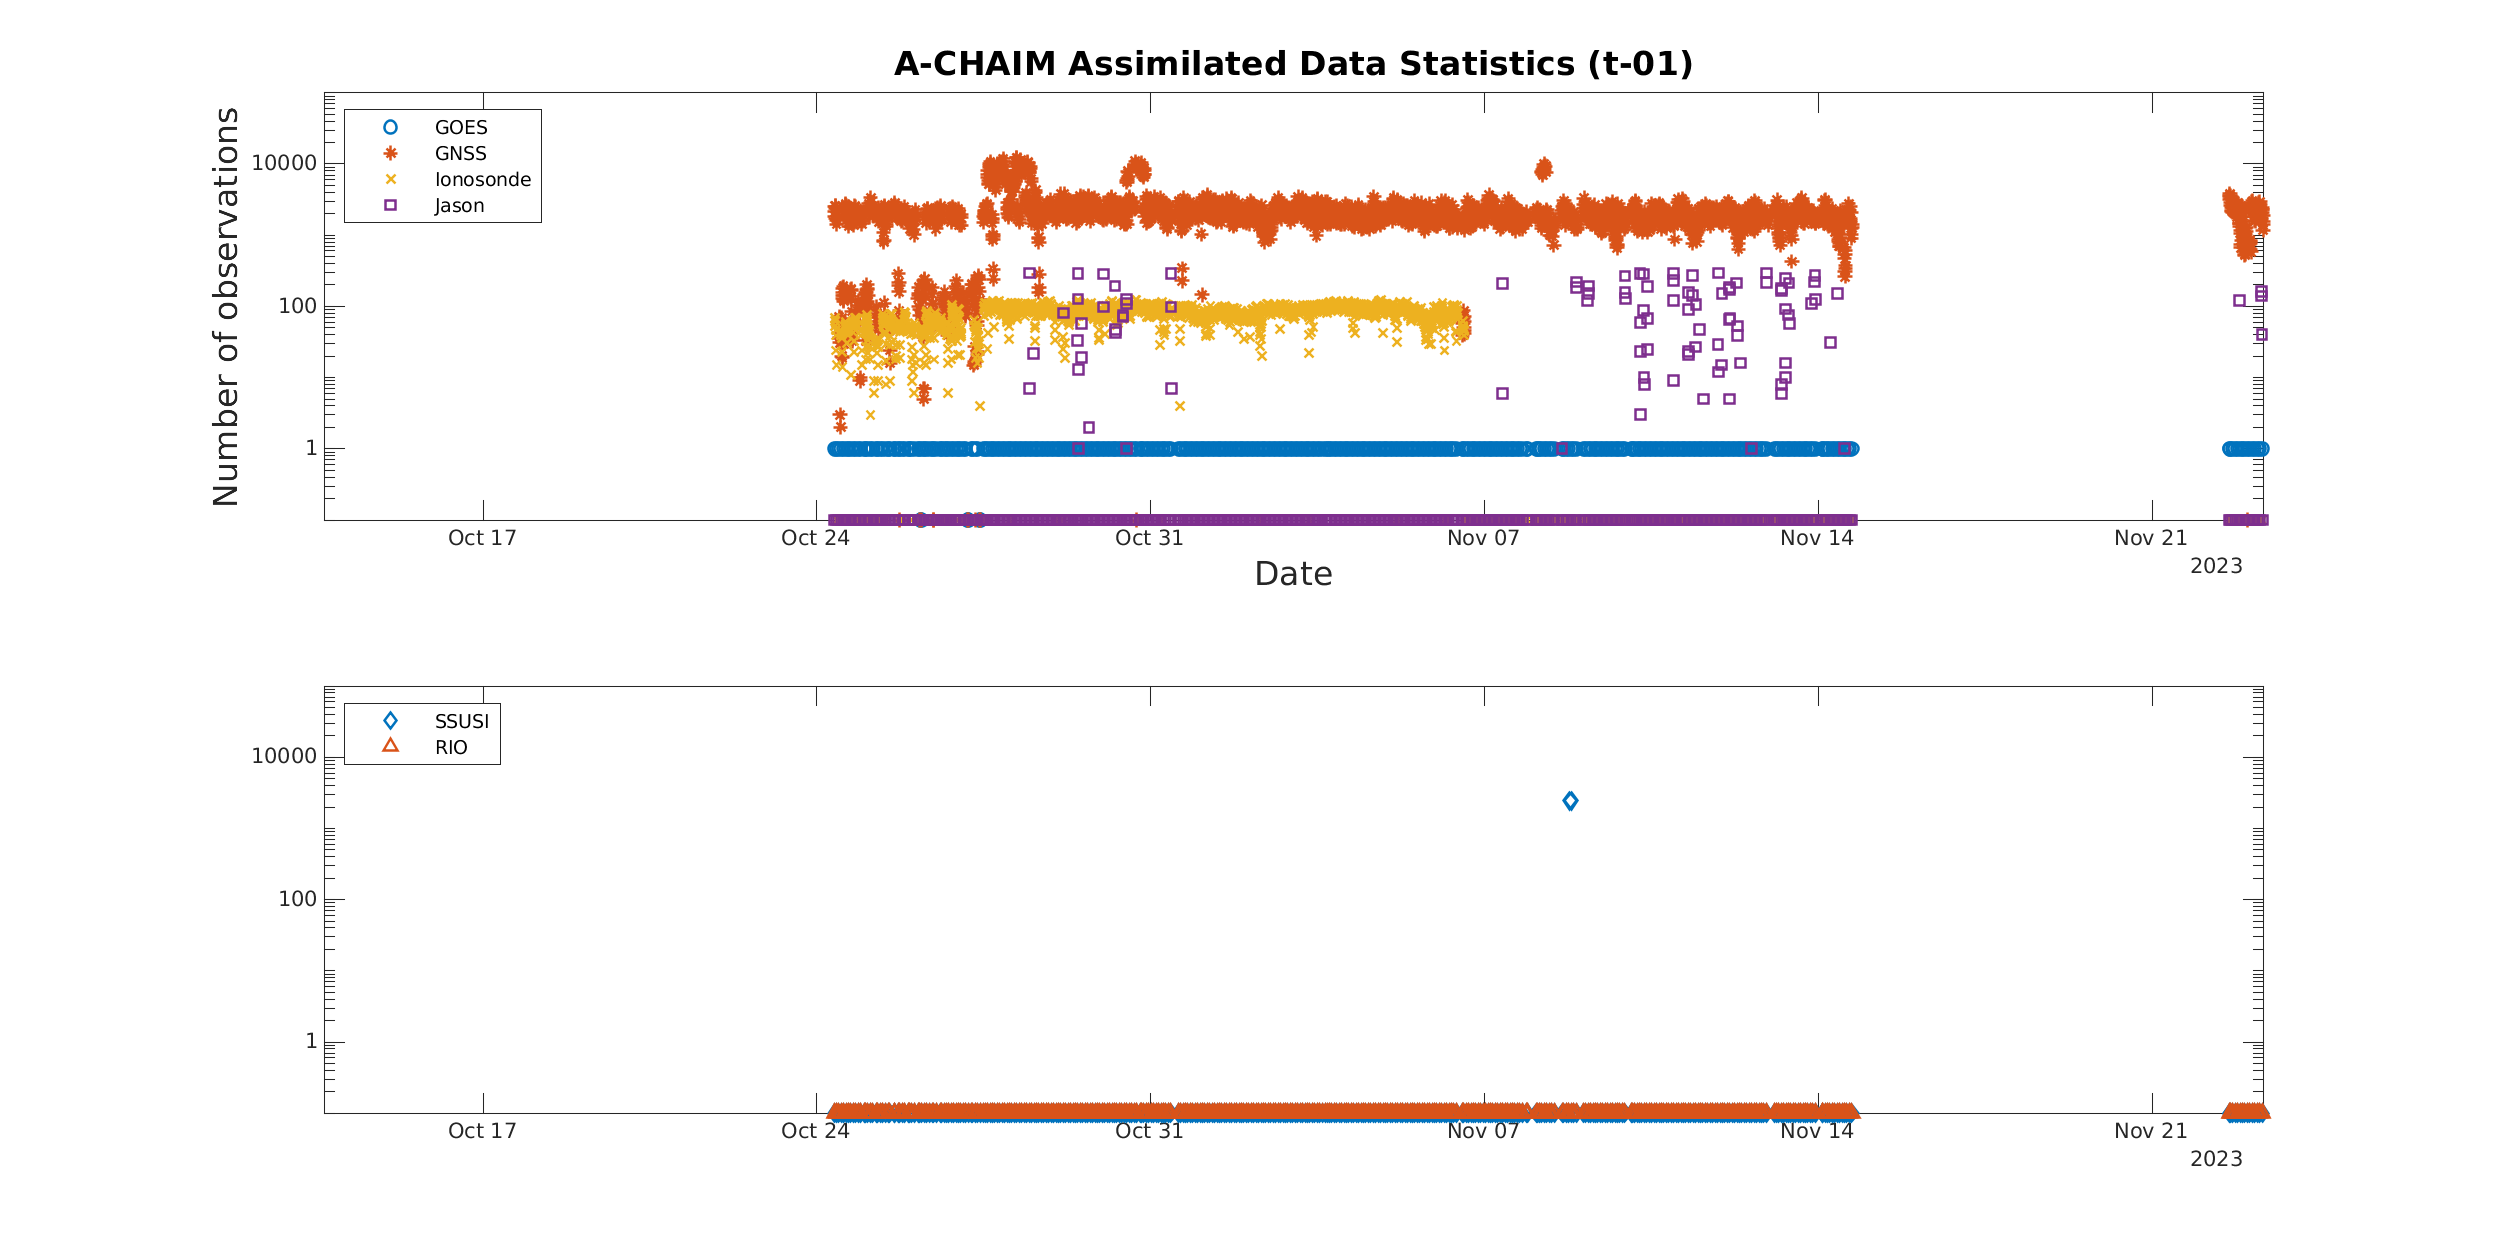 A-CHAIM Assimilated Data Statistics (t-01)
Number of observations
10000
100
1
GOES
GNSS
Ionosonde
Jason
Oct 17 Oct 24 Oct 31 Nov 07 Nov 14 Nov 21
2023
Date
10000
100
1
SSUSI
RIO
Oct 17 Oct 24 Oct 31 Nov 07 Nov 14 Nov 21
2023